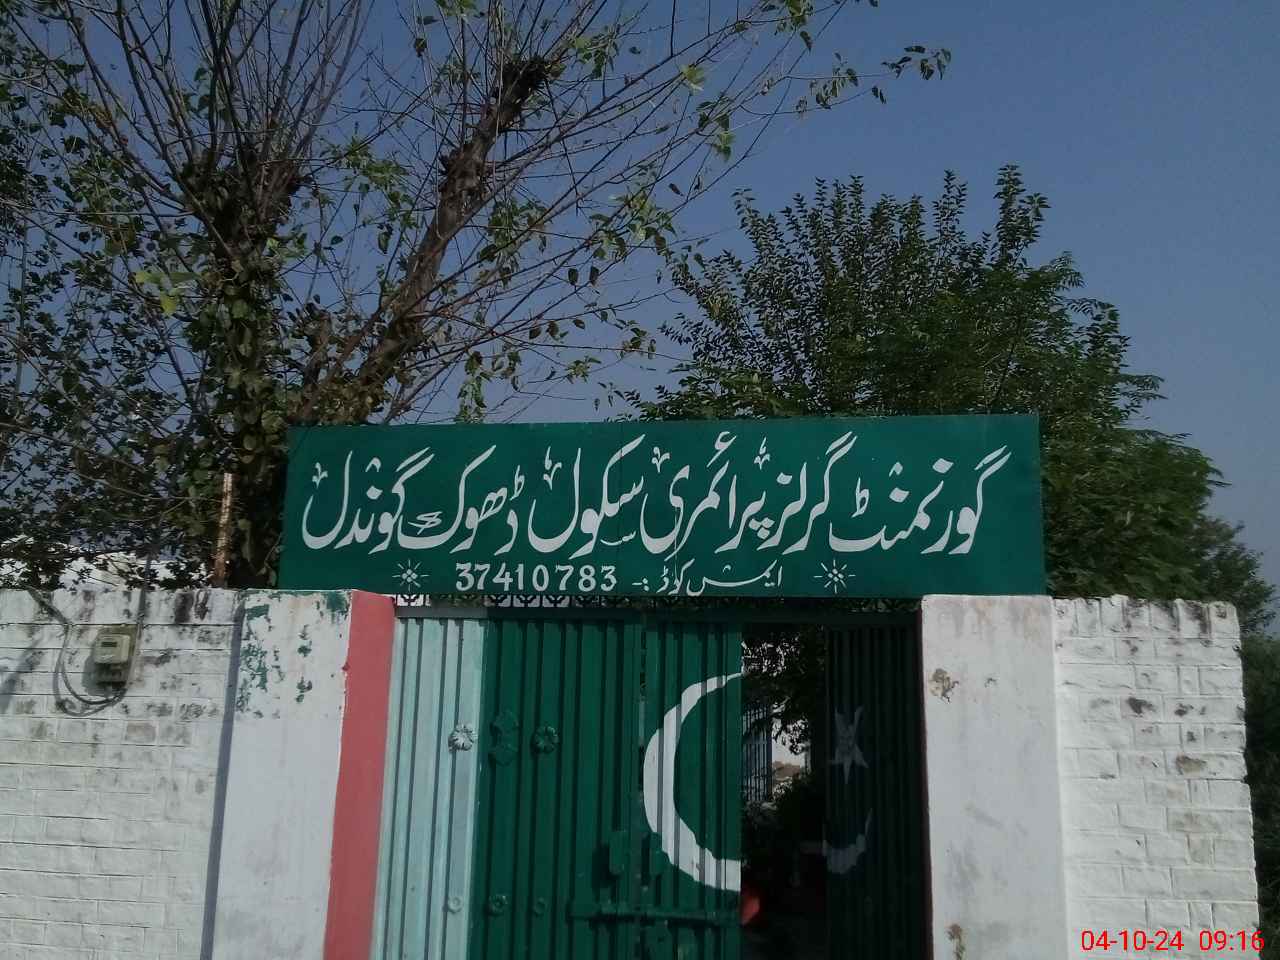 گورنمنٹ گرلز پرائمری سکول ڈھوک گوندل
ایمس کوڈ :- 37410783
04-10-24 09:16